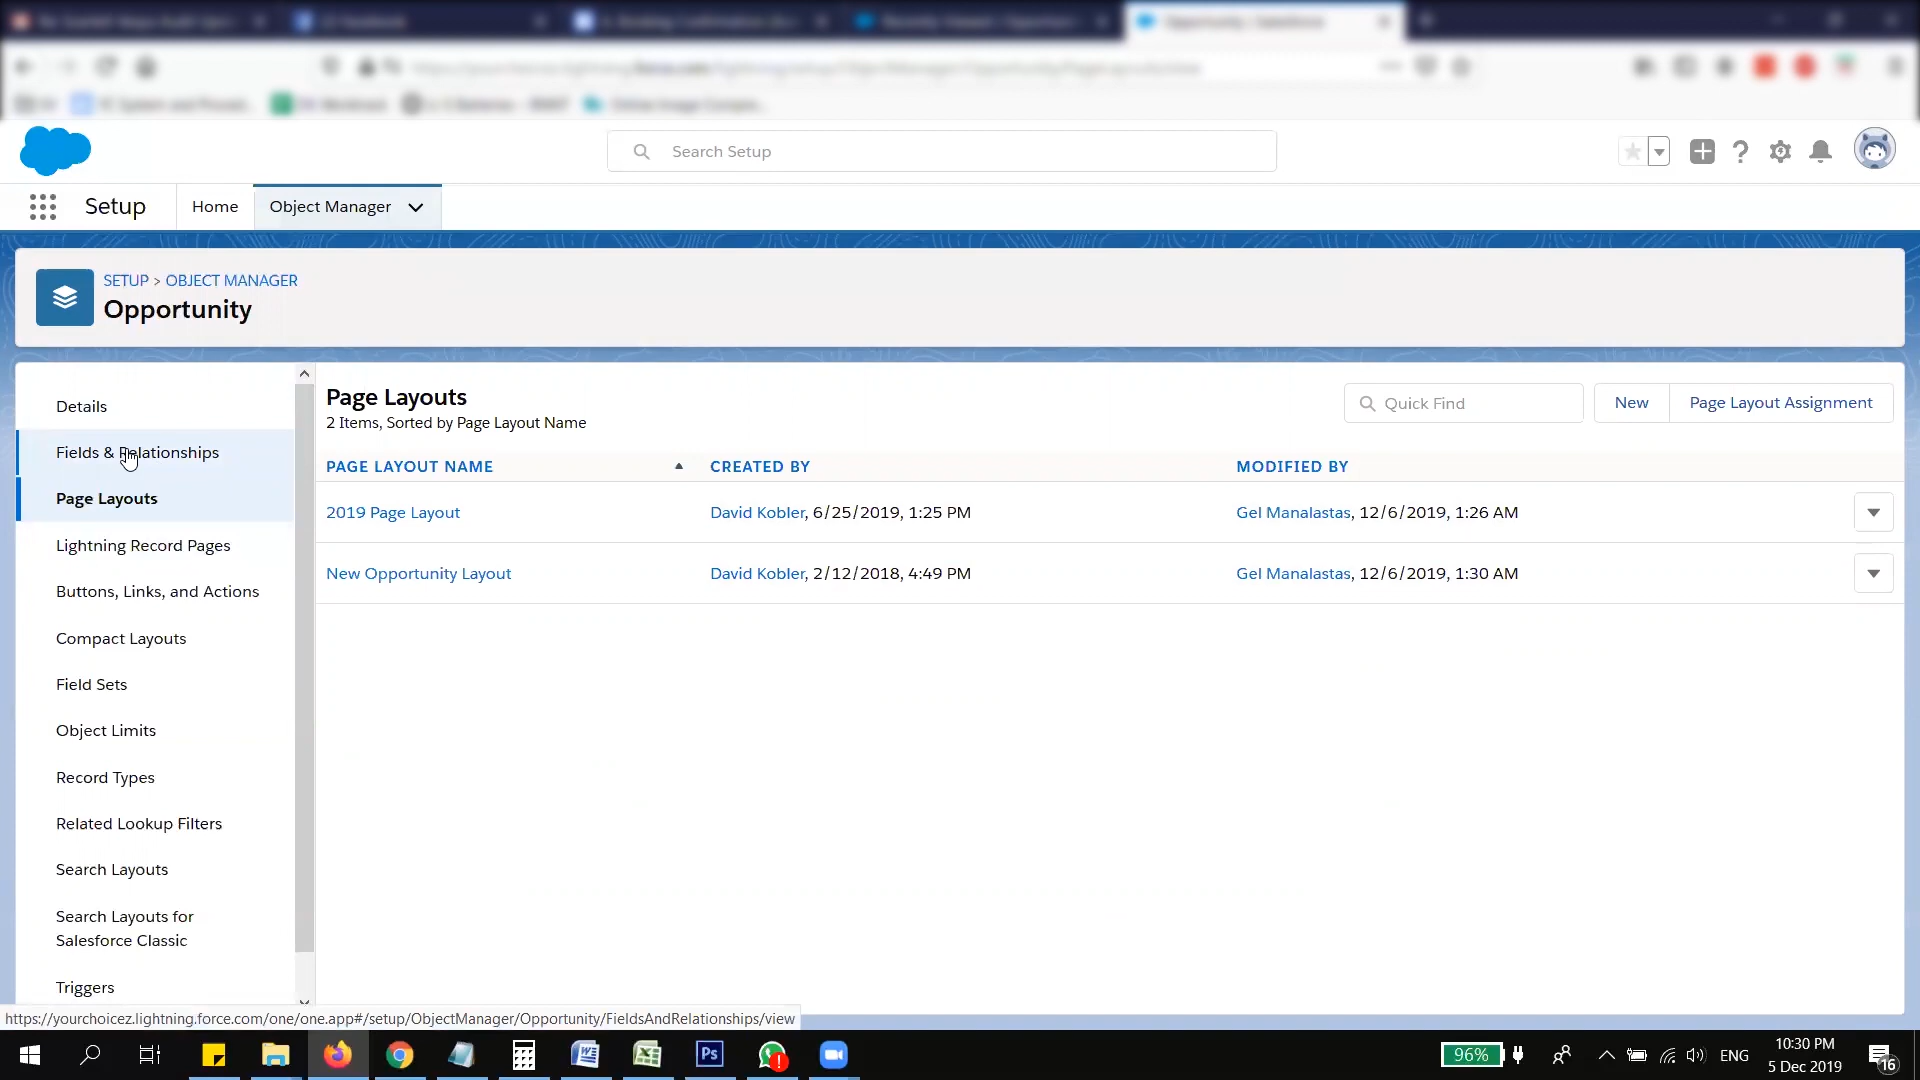 Search Setup
Setup
Home
Object Manager
SETUP > OBJECT MANAGER
Opportunity
Details
Fields & Relationships
Page Layouts
Lightning Record Pages
Buttons, Links, and Actions
Compact Layouts
Field Sets
Object Limits
Record Types
Related Lookup Filters
Search Layouts
Search Layouts for
Salesforce Classic
Triggers
Page Layouts
2 Items, Sorted by Page Layout Name
Quick Find
New
Page Layout Assignment
PAGE LAYOUT NAME CREATED BY MODIFIED BY
2019 Page Layout David Kobler, 6/25/2019, 1:25 PM Gel Manalastas, 12/6/2019, 1:26 AM
New Opportunity Layout David Kobler, 2/12/2018, 4:49 PM Gel Manalastas, 12/6/2019, 1:30 AM
https://yourchoicez.lightning.force.com/one/one.app#/setup/ObjectManager/Opportunity/FieldsAndRelationships/view
96%
ENG
10:30 PM
5 Dec 2019
16